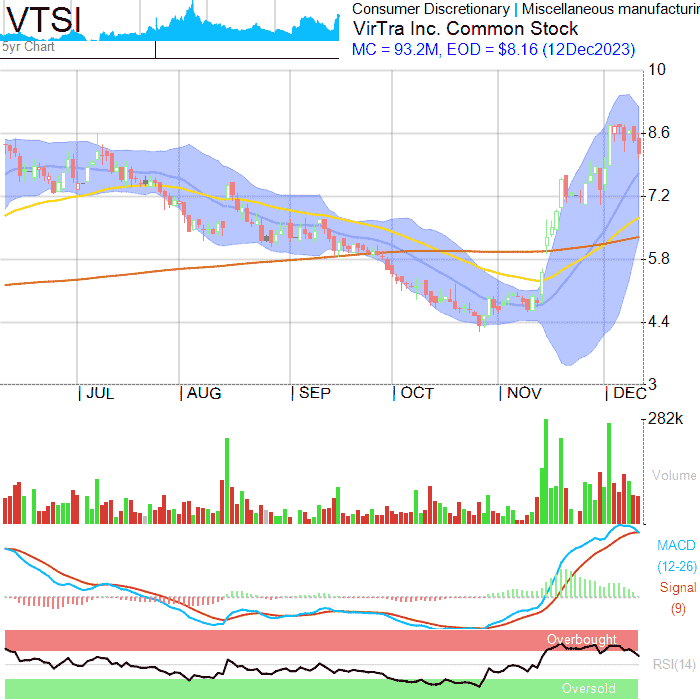 VTSI
5yr Chart
Consumer Discretionary | Miscellaneous manufacturin
VirTra Inc. Common Stock
MC = 93.2M, EOD = $8.16 (12Dec2023)
10
8.6
7.2
5.8
4.4
3
JUL AUG SEP OCT NOV DEC
282k
Volume
MACD
(12-26)
Signal
(9)
Overbought
RSI(14)
Oversold